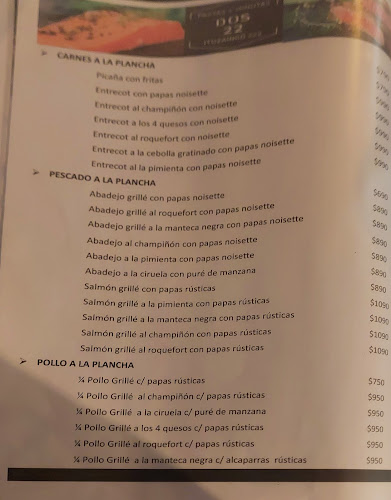 PASTAS Y
DOS
22
ITUZAINGO
➤ CARNES A LA PLANCHA
Picaña con fritas
Entrecot con papas noisette
Entrecot al champiñón con noisette
Entrecot a los 4 quesos con noisette
Entrecot al roquefort con noisette
Entrecot a la cebolla gratinado con papas noisette
Entrecot al la pimienta con papas noisette
➤ PESCADO A LA PLANCHA
Abadejo grillé con papas noisette $690
Abadejo grillé al roquefort con papas noisette $890
Abadejo grillé a la manteca negra con papas noisette $890
Abadejo al champiñón con papas noisette $890
Abadejo a la pimienta con papas noisette $890
Abadejo a la ciruela con puré de manzana $890
Salmón grillé con papas rústicas $890
Salmón grillé a la pimienta con papas rústicas $1090
Salmón grillé a la manteca negra con papas rústicas $1090
Salmón grillé al champiñón con papas rústicas $1090
Salmón grillé al roquefort con papas rústicas $1090
➤ POLLO A LA PLANCHA
¼ Pollo Grillé c/ papas rústicas $750
¼ Pollo Grillé al champiñón c/ papas rústicas $950
¼ Pollo Grillé a la ciruela c/ puré de manzana $950
¼ Pollo Grillé a los 4 quesos c/ papas rústicas $950
¼ Pollo Grillé al roquefort c/ papas rústicas $950
¼ Pollo Grillé a la manteca negra c/ alcaparras rústicas $950